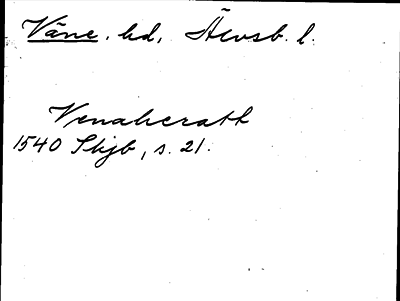 Väne. hd, Älvsb. l.
Venaheratt
1540 Skjb, s. 21.